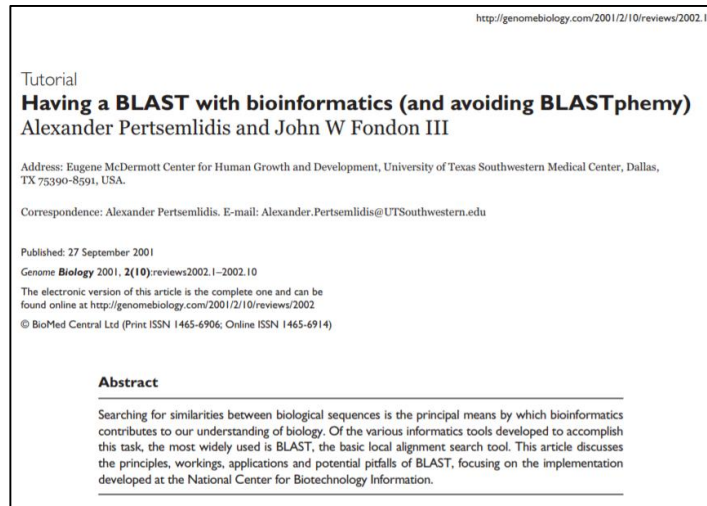 http://genomebiology.com/2001/2/10/reviews/2002.1
Tutorial
Having a BLAST with bioinformatics (and avoiding BLASTphemy)
Alexander Pertsemlidis and John W Fondon III
Address: Eugene McDermott Center for Human Growth and Development, University of Texas Southwestern Medical Center, Dallas,
TX 75390-8591, USA.
Correspondence: Alexander Pertsemlidis. E-mail: Alexander.Pertsemlidis@UTSouthwestern.edu
Published: 27 September 2001
Genome Biology 2001, 2(10):reviews2002.1–2002.10
The electronic version of this article is the complete one and can be
found online at http://genomebiology.com/2001/2/10/reviews/2002
© BioMed Central Ltd (Print ISSN 1465-6906; Online ISSN 1465-6914)
Abstract
Searching for similarities between biological sequences is the principal means by which bioinformatics
contributes to our understanding of biology. Of the various informatics tools developed to accomplish
this task, the most widely used is BLAST, the basic local alignment search tool. This article discusses
the principles, workings, applications and potential pitfalls of BLAST, focusing on the implementation
developed at the National Center for Biotechnology Information.